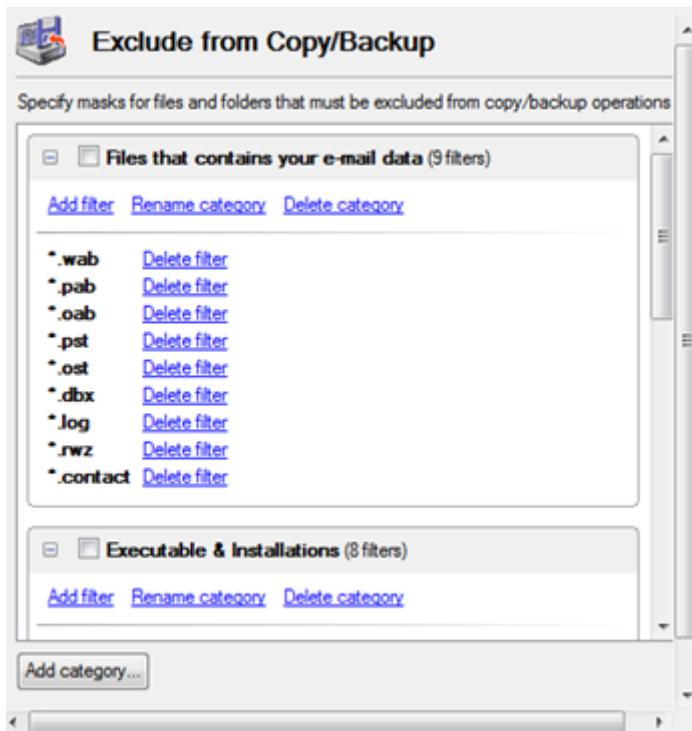 Exclude from Copy/Backup
Specify masks for files and folders that must be excluded from copy/backup operations
Files that contains your e-mail data (9 filters)
Add filter Rename category Delete category
*.wab Delete filter
*.pab Delete filter
*.oab Delete filter
*.pst Delete filter
*.ost Delete filter
*.dbx Delete filter
*.log Delete filter
*.rwz Delete filter
*.contact Delete filter
Executable & Installations (8 filters)
Add filter Rename category Delete category
Add category...